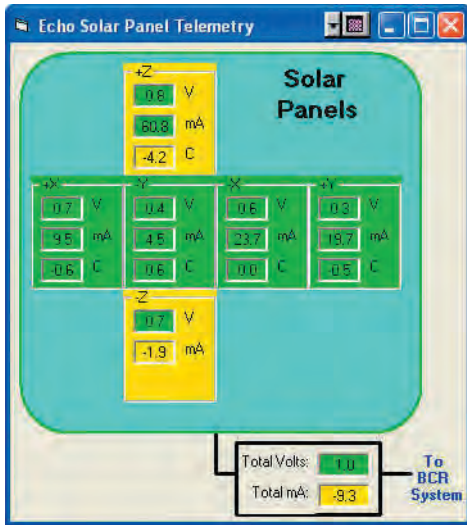 Echo Solar Panel Telemetry
Solar
Panels
+Z
0.8 V
60.8 mA
-4.2 C
+X
0.7 V
9.5 mA
-0.6 C
-Y
0.4 V
4.5 mA
0.6 C
-X
0.6 V
23.7 mA
0.0 C
+Y
0.3 V
19.7 mA
-0.5 C
-Z
0.7 V
-1.9 mA
Total Volts: 1.0
Total mA: -9.3
To
BCR
System